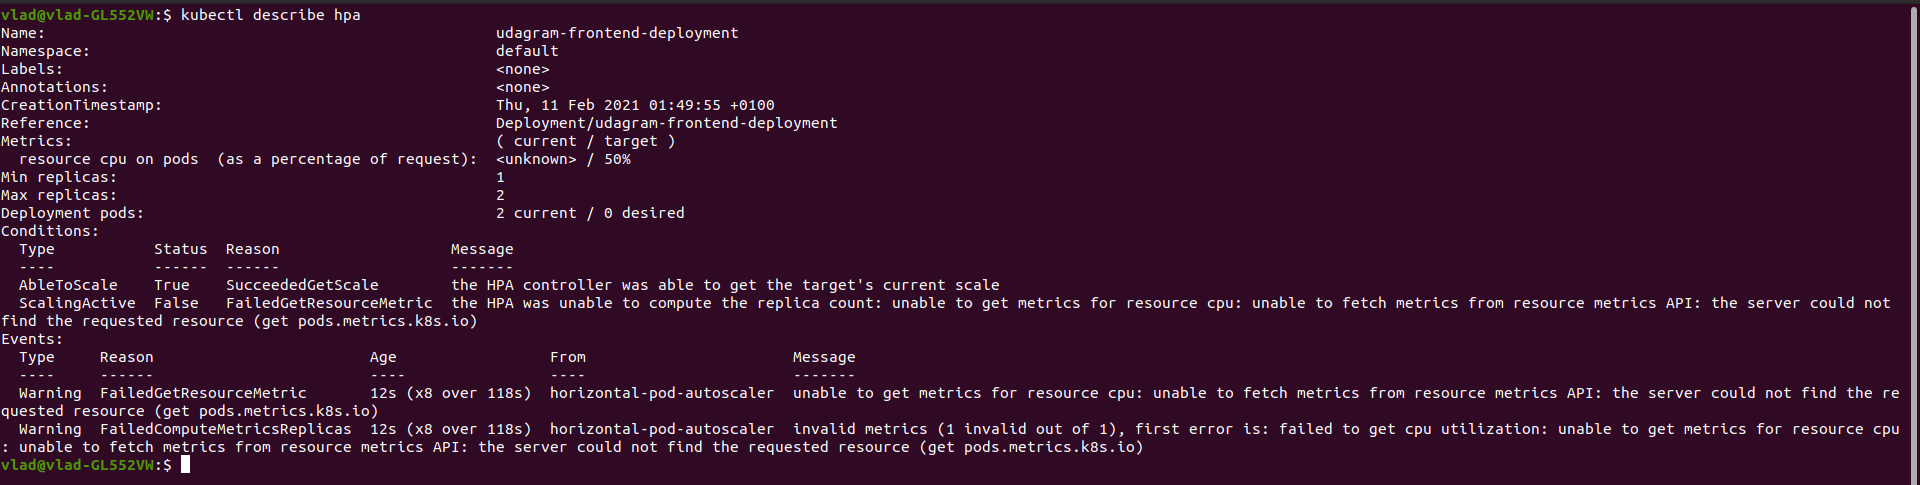 vlad@vlad-GL552VW:$ kubectl describe hpa
Name:                                                  udagram-frontend-deployment
Namespace:                                             default
Labels:                                                <none>
Annotations:                                           <none>
CreationTimestamp:                                     Thu, 11 Feb 2021 01:49:55 +0100
Reference:                                             Deployment/udagram-frontend-deployment
Metrics:                                               ( current / target )
  resource cpu on pods  (as a percentage of request):  <unknown> / 50%
Min replicas:                                          1
Max replicas:                                          2
Deployment pods:                                       2 current / 0 desired
Conditions:
  Type           Status  Reason                   Message
  ----           ------  ------                   -------
  AbleToScale    True    SucceededGetScale        the HPA controller was able to get the target's current scale
  ScalingActive  False   FailedGetResourceMetric  the HPA was unable to compute the replica count: unable to get metrics for resource cpu: unable to fetch metrics from resource metrics API: the server could not
find the requested resource (get pods.metrics.k8s.io)
Events:
  Type     Reason                        Age                 From                       Message
  ----     ------                        ----                ----                       -------
  Warning  FailedGetResourceMetric       12s (x8 over 118s)  horizontal-pod-autoscaler  unable to get metrics for resource cpu: unable to fetch metrics from resource metrics API: the server could not find the re
quested resource (get pods.metrics.k8s.io)
  Warning  FailedComputeMetricsReplicas  12s (x8 over 118s)  horizontal-pod-autoscaler  invalid metrics (1 invalid out of 1), first error is: failed to get cpu utilization: unable to get metrics for resource cpu
: unable to fetch metrics from resource metrics API: the server could not find the requested resource (get pods.metrics.k8s.io)
vlad@vlad-GL552VW:$